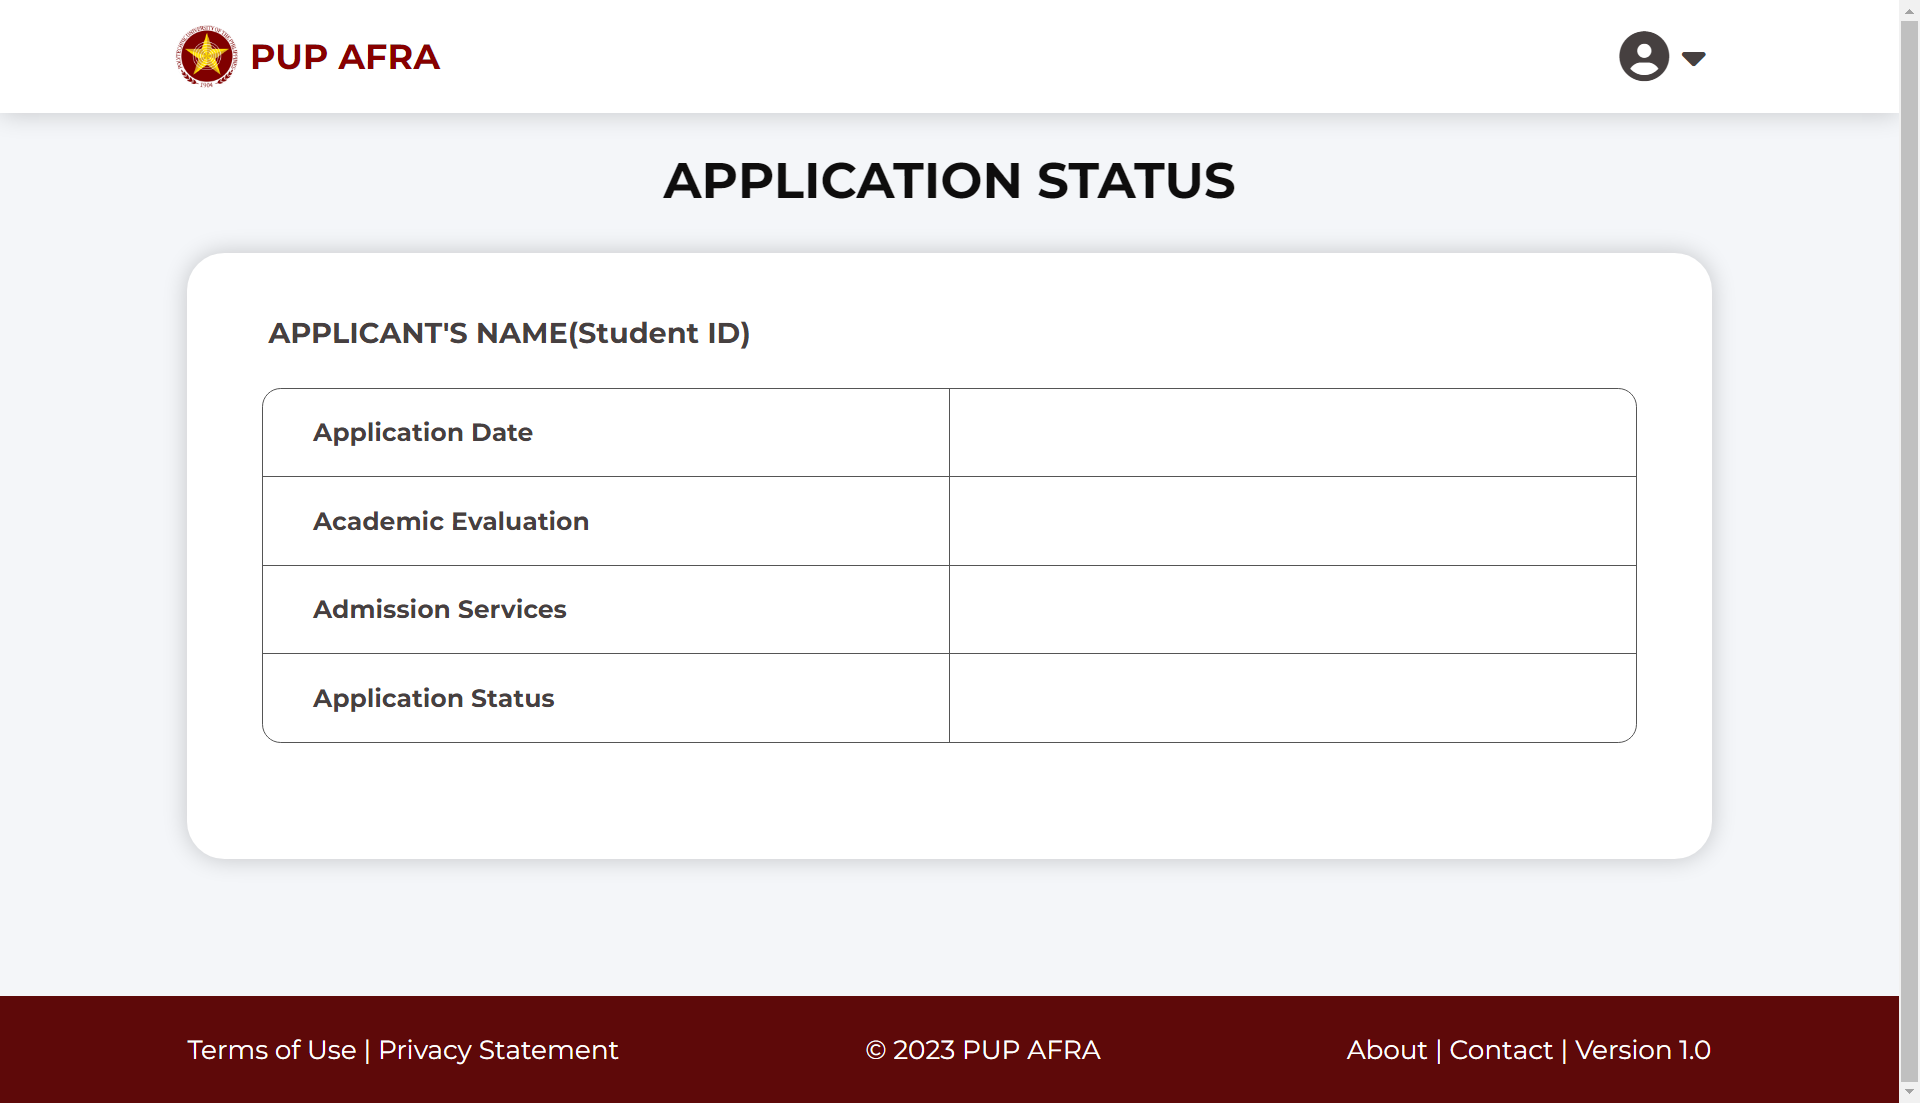 PUP AFRA
APPLICATION STATUS
APPLICANT'S NAME(Student ID)
Application Date
Academic Evaluation
Admission Services
Application Status
Terms of Use | Privacy Statement
© 2023 PUP AFRA
About | Contact | Version 1.0